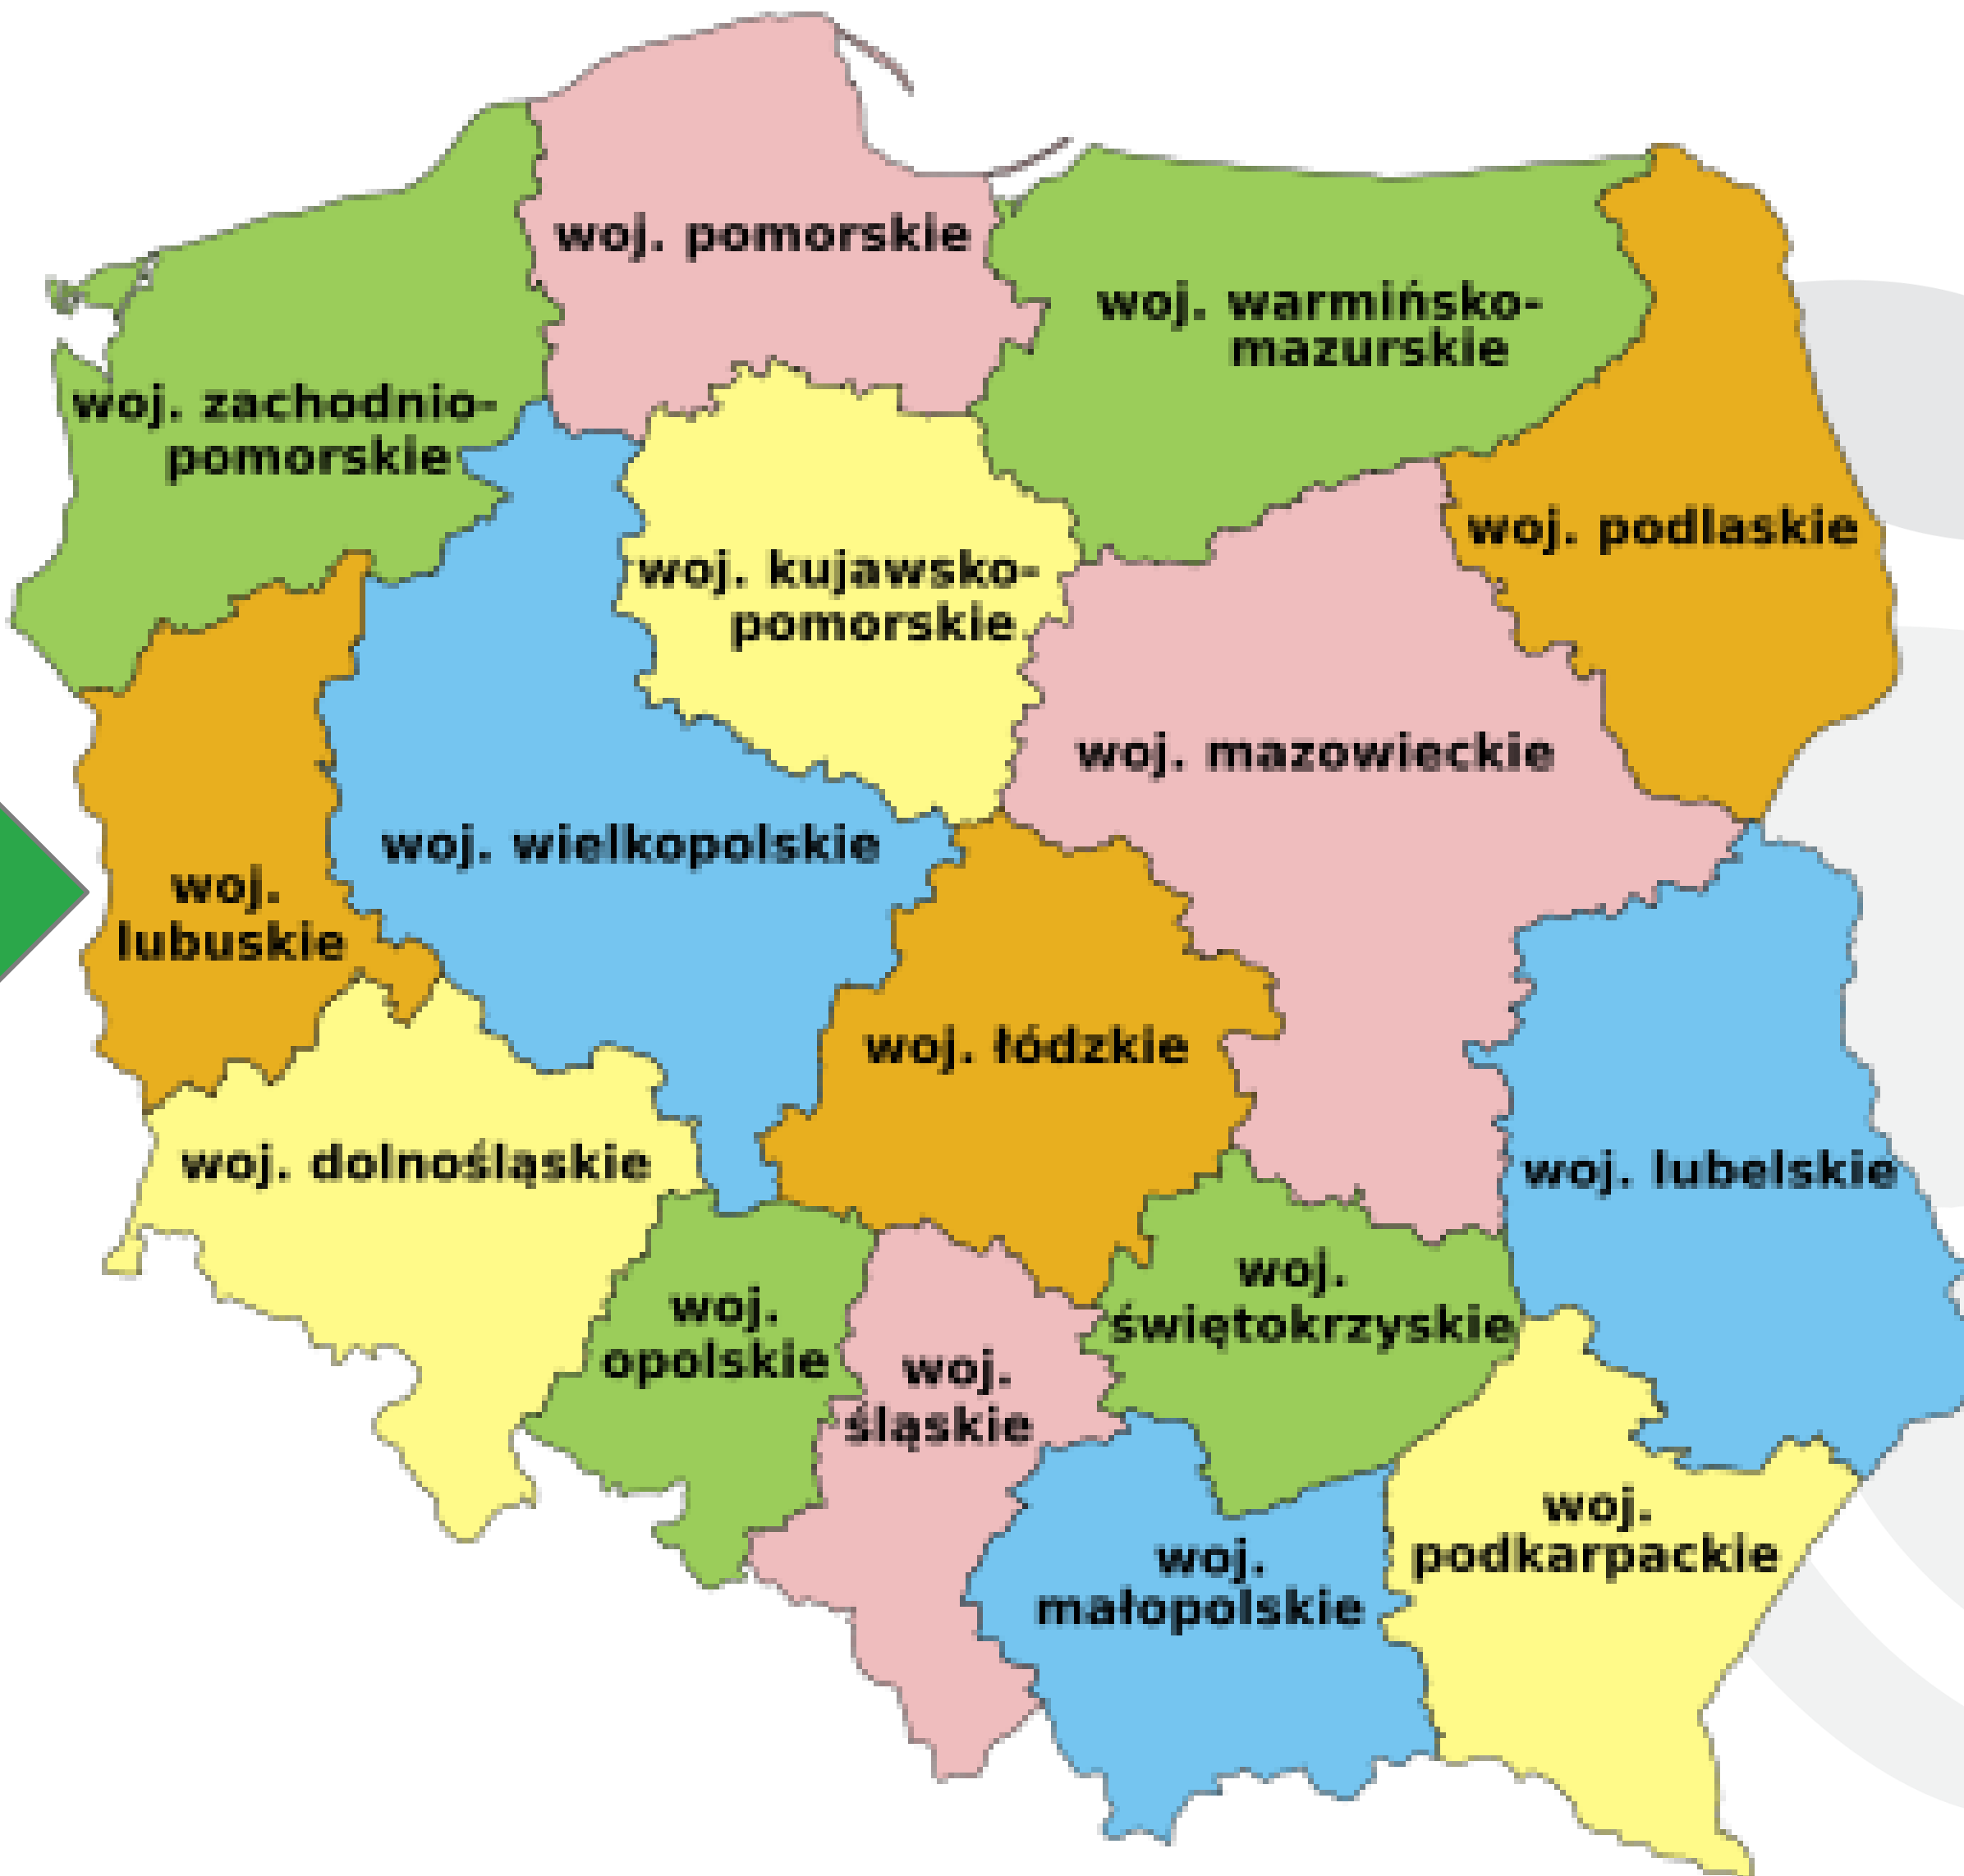 woj. pomorskie
woj. warmińsko-
mazurskie
woj. zachodnio-
pomorskie
woj. podlaskie
woj. kujawsko-
pomorskie
woj. mazowieckie
woj. wielkopolskie
woj.
lubuskie
woj. łódzkie
woj. dolnośląskie
woj. lubelskie
woj.
świętokrzyskie
woj.
opolskie
woj.
śląskie
woj.
podkarpackie
woj.
małopolskie